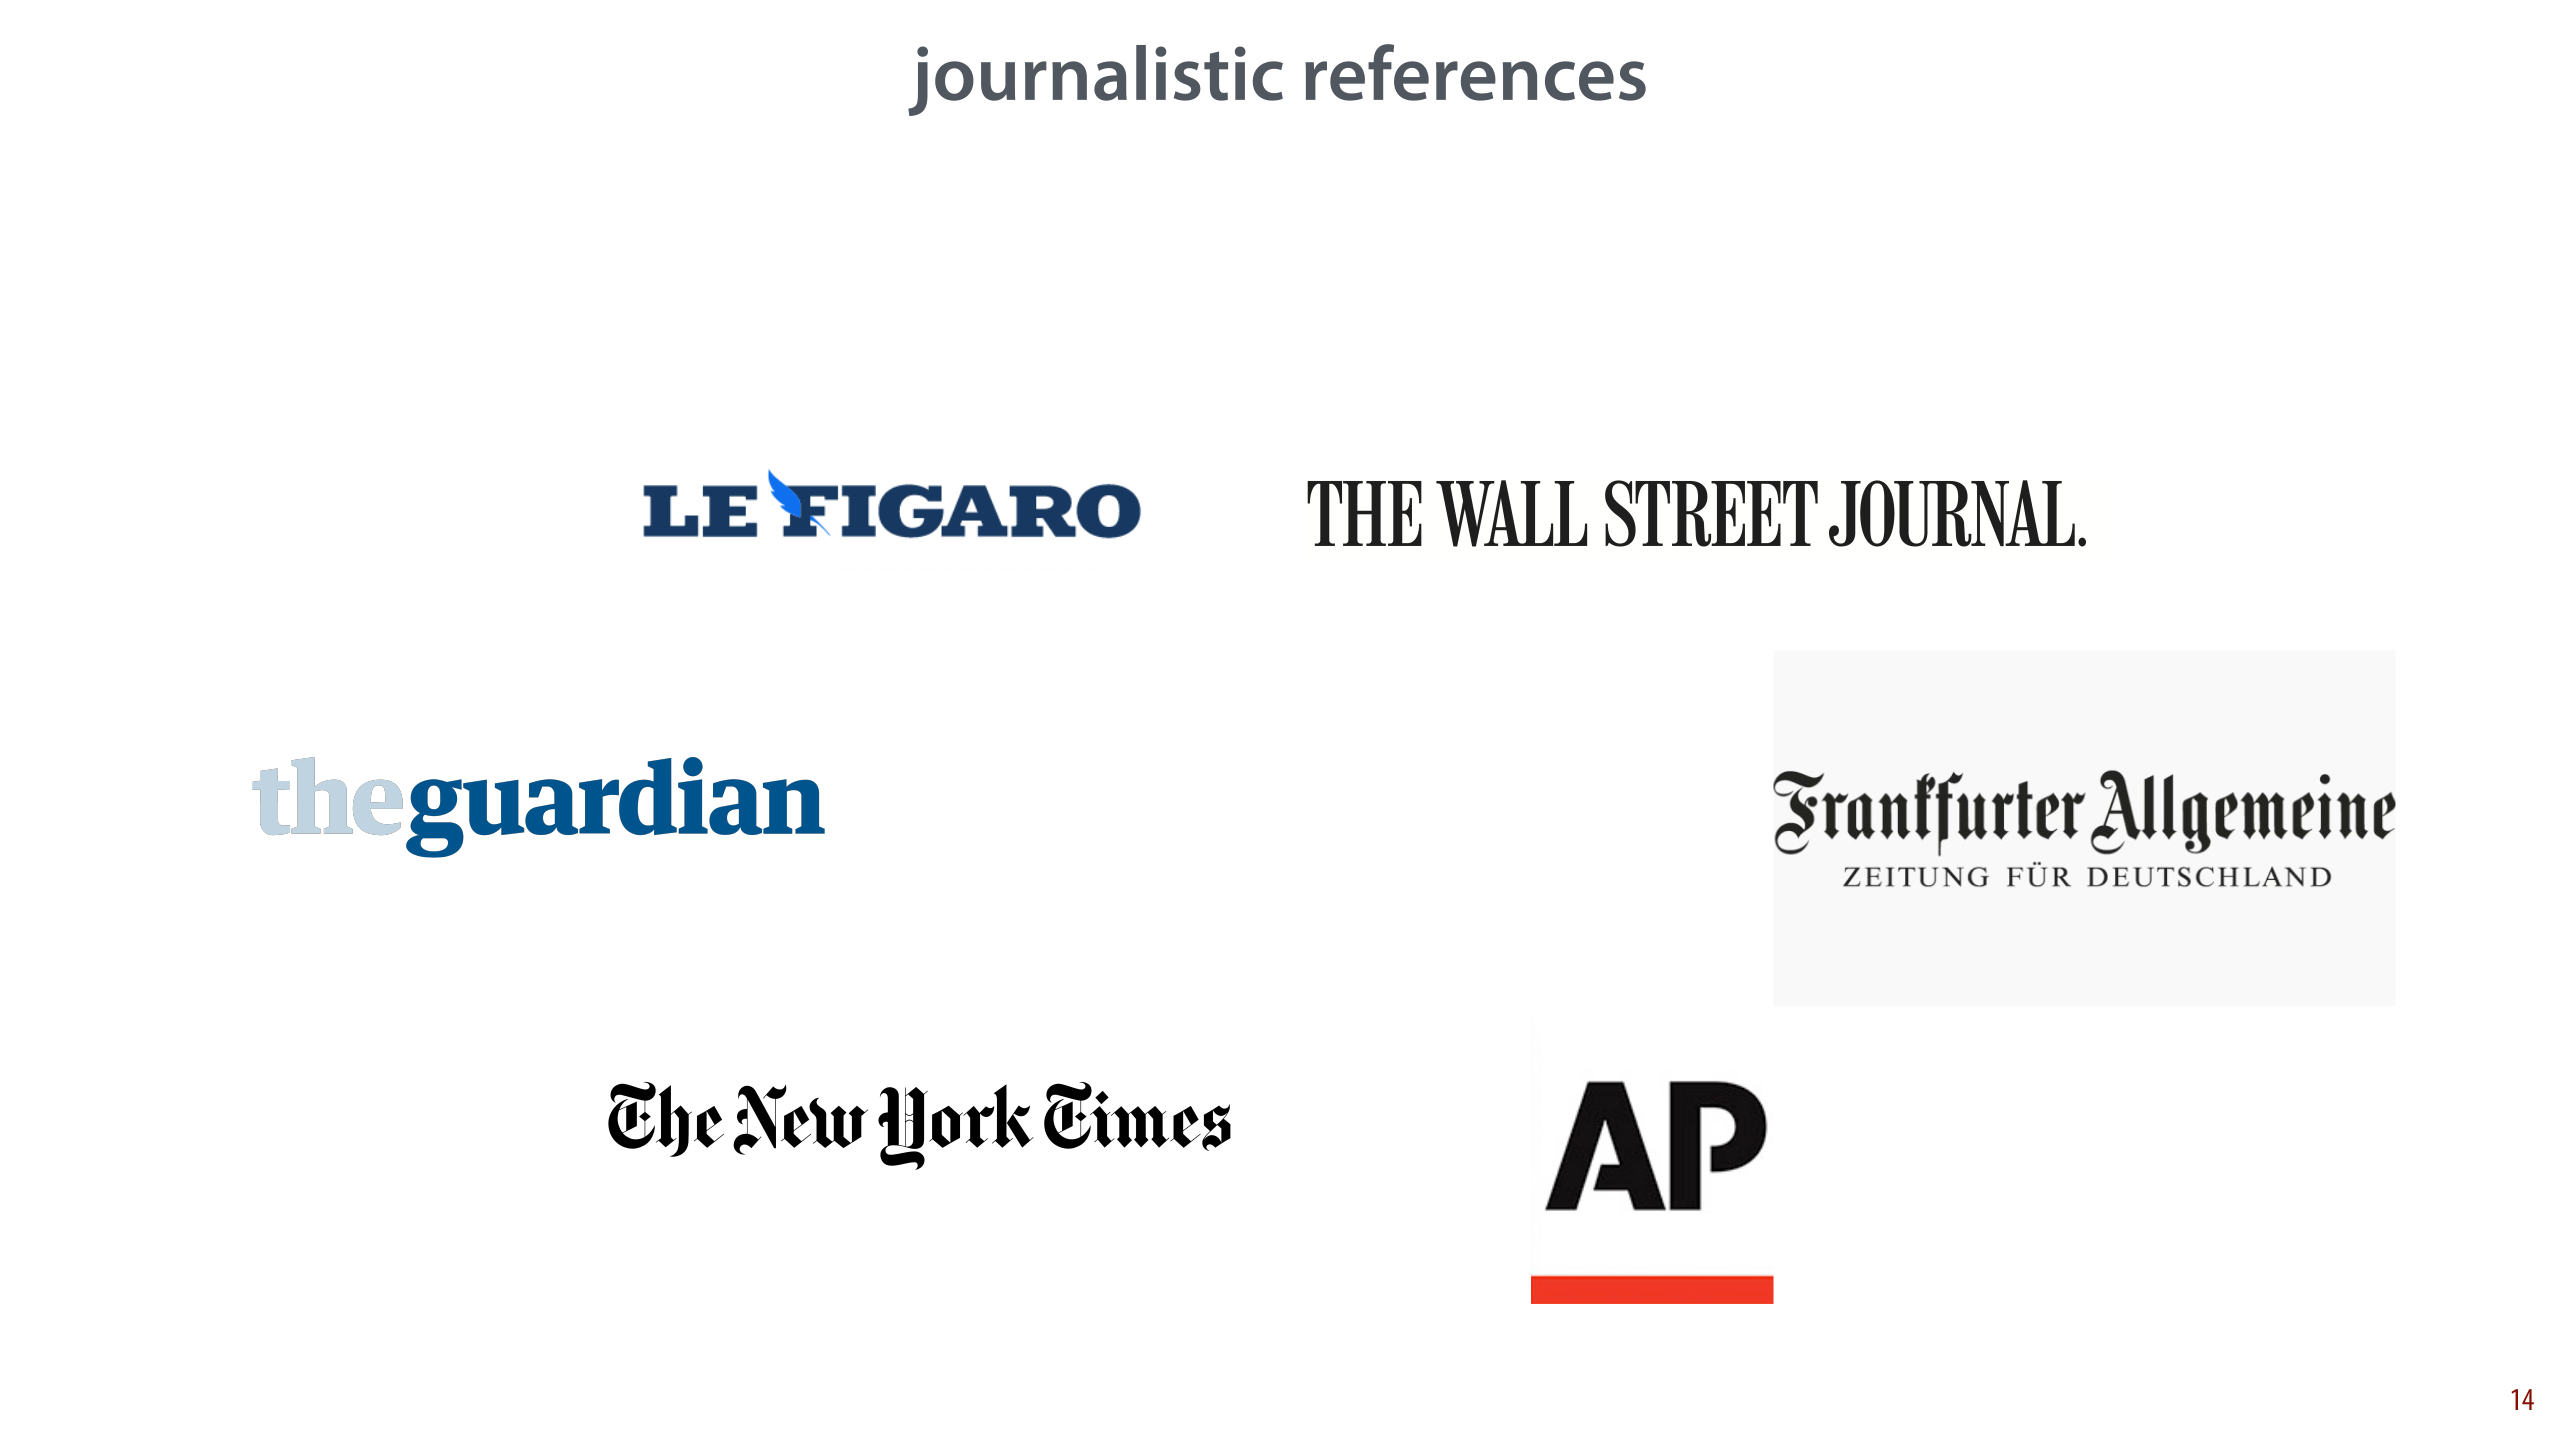 journalistic references
LE FIGARO
THE WALL STREET JOURNAL.
theguardian
Frankfurter Allgemeine
ZEITUNG FÜR DEUTSCHLAND
The New York Times
AP
14